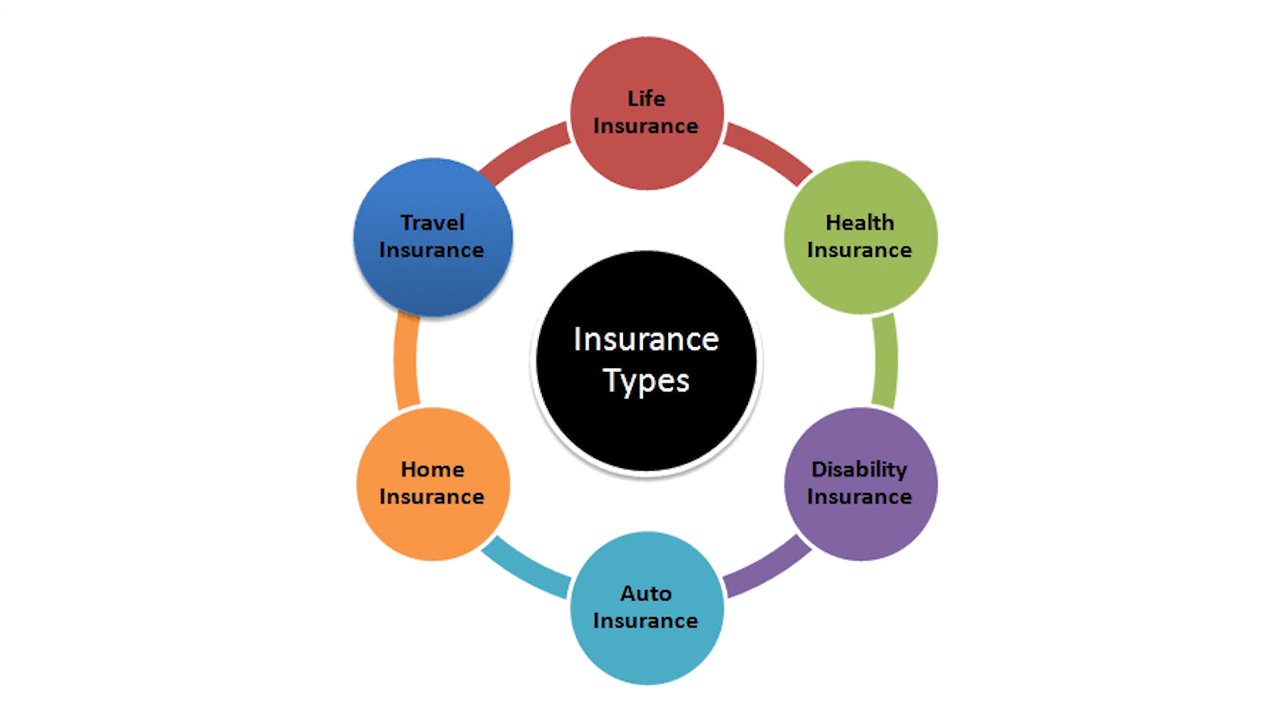 Life
Insurance
Health
Insurance
Disability
Insurance
Auto
Insurance
Home
Insurance
Travel
Insurance
Insurance
Types